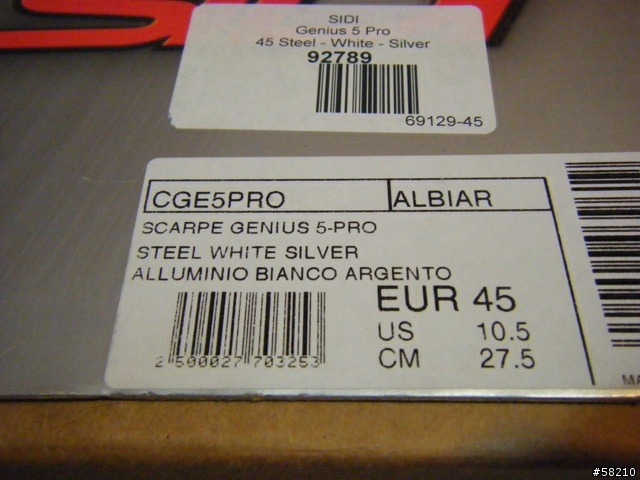 SIDI
Genius 5 Pro
45 Steel - White - Silver
92789
69129-45
CGE5PRO ALBIAR
SCARPE GENIUS 5-PRO
STEEL WHITE SILVER
ALLUMINIO BIANCO ARGENTO
EUR 45
US 10.5
CM 27.5
2 500027 703253
MA
#58210